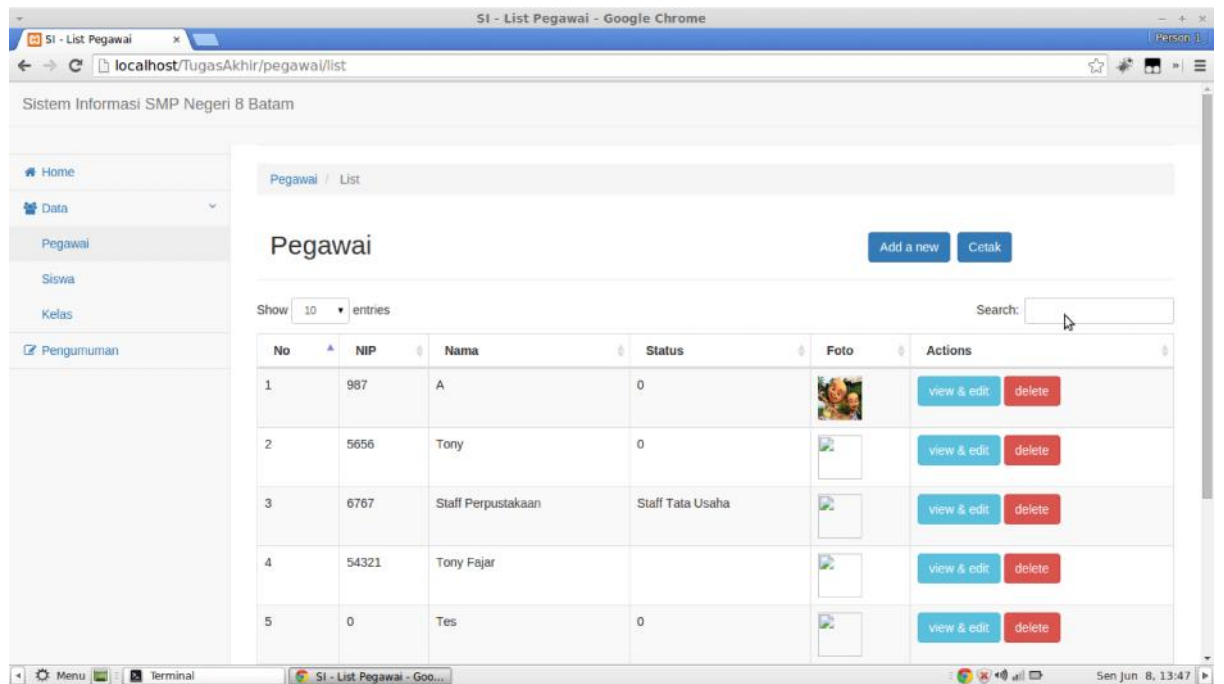 SI - List Pegawai - Google Chrome
SI - List Pegawai
Person 1
localhost/TugasAkhir/pegawai/list
Sistem Informasi SMP Negeri 8 Batam
Home
Data
Pegawai
Siswa
Kelas
Pengumuman
Pegawai / List
Pegawai
Add a new Cetak
Show 10 entries Search:
No NIP Nama Status Foto Actions
1 987 A 0 view & edit delete
2 5656 Tony 0 view & edit delete
3 6767 Staff Perpustakaan Staff Tata Usaha view & edit delete
4 54321 Tony Fajar view & edit delete
5 0 Tes 0 view & edit delete
Menu Terminal SI - List Pegawai - Goo... Sen Jun 8, 13:47